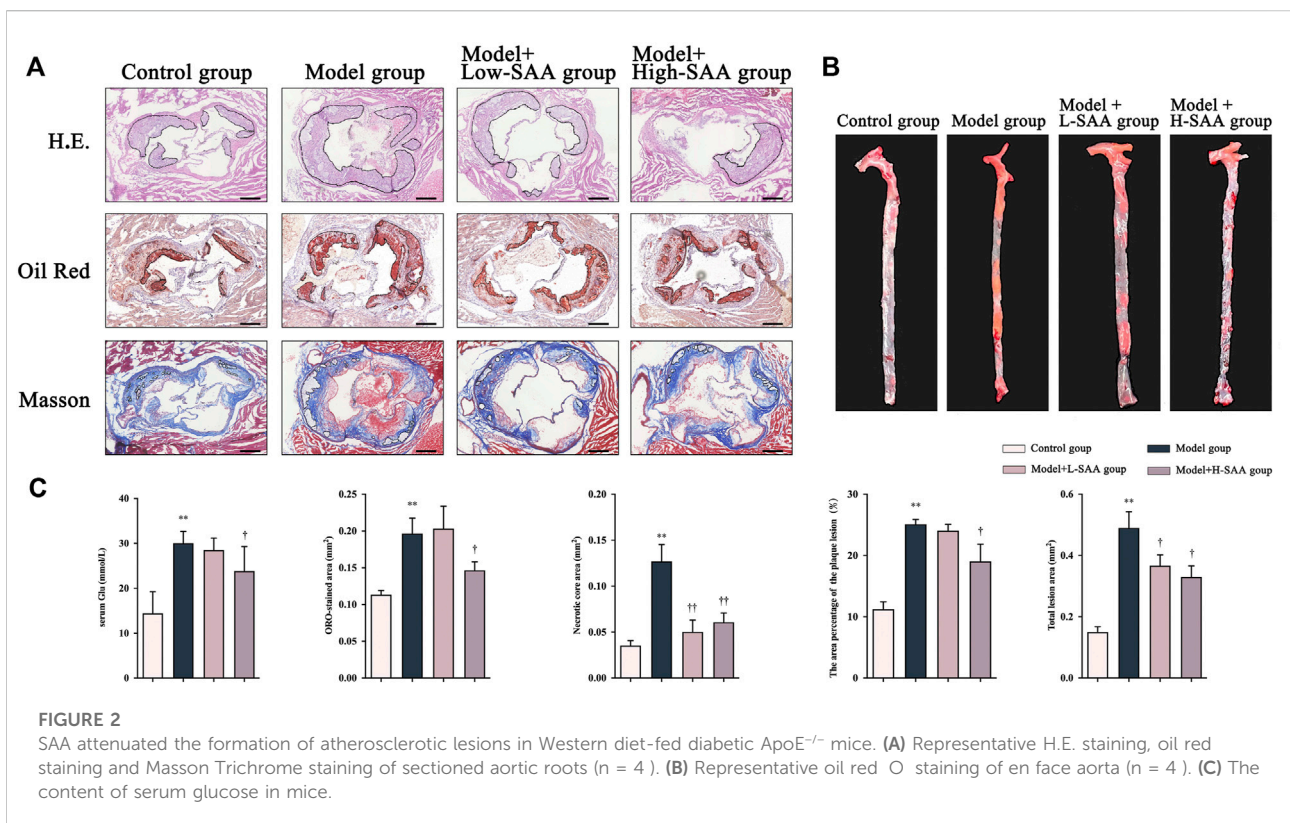 A
Control group
Model group
Model+
Low-SAA group
Model+
High-SAA group
H.E.
Oil Red
Masson
B
Control group
Model group
Model +
L-SAA group
Model +
H-SAA group
Control goup
Model goup
Model+L-SAA goup
Model+H-SAA goup
C
serum Glu (mmol/L)
40
30
20
10
0
**
†
ORO-stained area (mm²)
0.25
0.20
0.15
0.10
0.05
0.00
**
†
Necrotic core area (mm²)
0.20
0.15
0.10
0.05
0.00
**
††
††
The area percentage of the plaque lesion (%)
30
20
10
0
**
†
Total lesion area (mm²)
0.6
0.4
0.2
0.0
**
†
†
FIGURE 2
SAA attenuated the formation of atherosclerotic lesions in Western diet-fed diabetic ApoE⁻/⁻ mice. (A) Representative H.E. staining, oil red
staining and Masson Trichrome staining of sectioned aortic roots (n = 4 ). (B) Representative oil red O staining of en face aorta (n = 4 ). (C) The
content of serum glucose in mice.